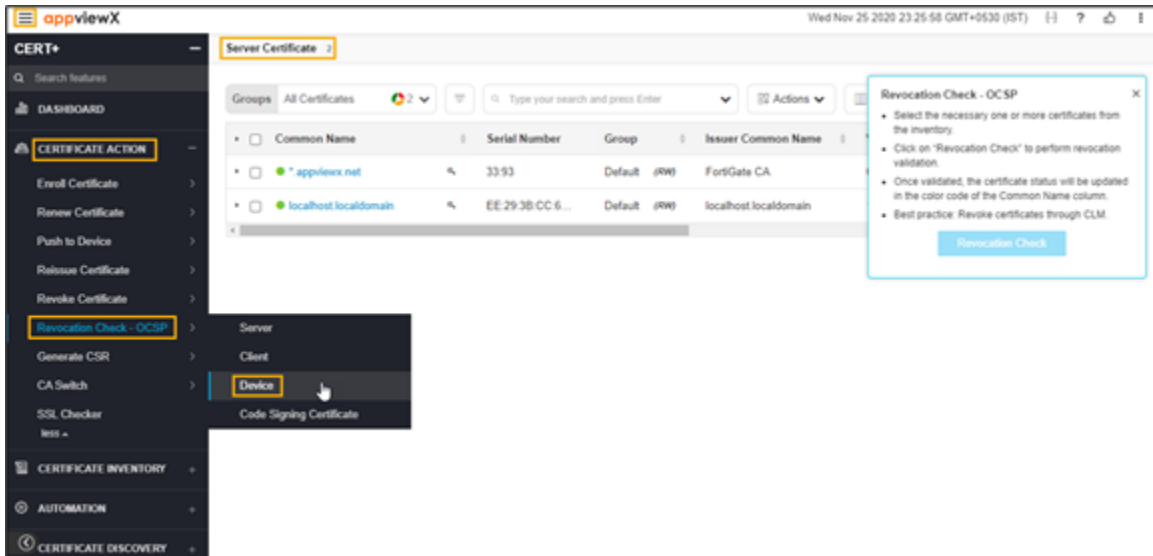 appviewX
Wed Nov 25 2020 23:25:58 GMT+0530 (IST)
?
CERT+
Search features
DASHBOARD
CERTIFICATE ACTION
Enroll Certificate
Renew Certificate
Push to Device
Reissue Certificate
Revoke Certificate
Revocation Check - OCSP
Generate CSR
CA Switch
SSL Checker
less
CERTIFICATE INVENTORY
AUTOMATION
CERTIFICATE DISCOVERY
Server
Client
Device
Code Signing Certificate
Server Certificate 2
Groups All Certificates 2
Type your search and press Enter
Actions
Common Name Serial Number Group Issuer Common Name
*.appviewx.net 33:93 Default (RW) FortiGate CA
localhost.localdomain EE:29:3B:CC:6... Default (RW) localhost.localdomain
Revocation Check - OCSP
• Select the necessary one or more certificates from
the inventory.
• Click on "Revocation Check" to perform revocation
validation.
• Once validated, the certificate status will be updated
in the color code of the Common Name column.
• Best practice: Revoke certificates through CLM.
Revocation Check